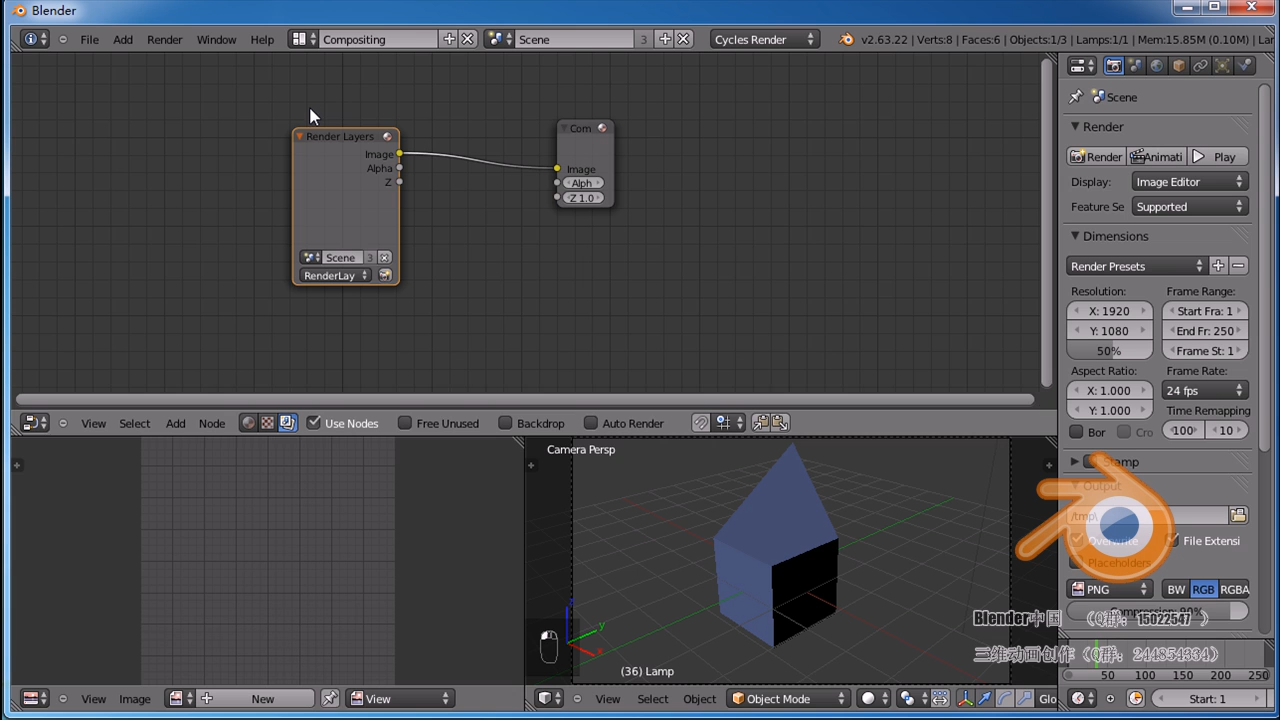 Blender
File Add Render Window Help Compositing Scene 3 Cycles Render v2.63.22 | Verts:8 | Faces:6 | Objects:1/3 | Lamps:1/1 | Mem:15.85M (0.10M) | Lar
Scene
Render
Render Animati Play
Display: Image Editor
Feature Se Supported
Dimensions
Render Presets
Resolution: Frame Range:
X: 1920 Start Fra: 1
Y: 1080 End Fr: 250
50% Frame St: 1
Aspect Ratio: Frame Rate:
X: 1.000 24 fps
Y: 1.000 Time Remapping
Bor Cro 100 10
Stamp
Output
/tmp\
Overwrite File Extensi
Placeholders
PNG BW RGB RGBA
Compression: 90%
Render Layers
Image
Alpha
Z
Scene 3
RenderLay
Com
Image
Alph
Z 1.0
View Select Add Node Use Nodes Free Unused Backdrop Auto Render
Camera Persp
z
y
x
(36) Lamp
Blender中国 （Q群：15022547 ）
三维动画创作（Q群：244854334）
0 50 100 150 200 250
View Image New View
View Select Object Object Mode Glo
Start: 1